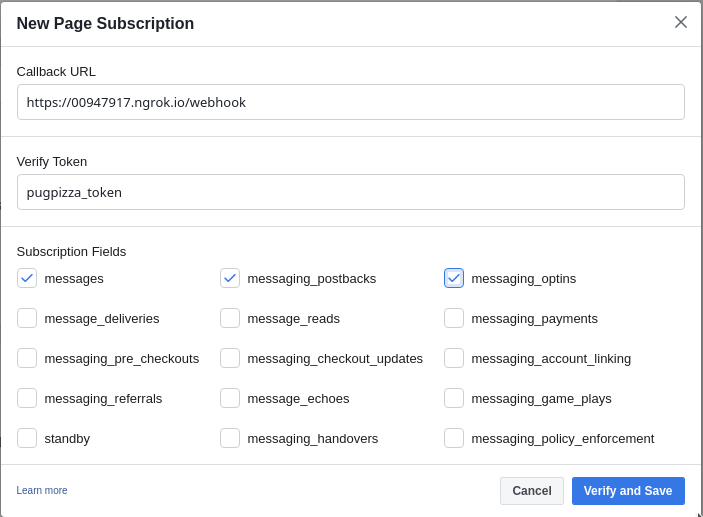 New Page Subscription
Callback URL
https://00947917.ngrok.io/webhook
Verify Token
pugpizza_token
Subscription Fields
messages messaging_postbacks messaging_optins
message_deliveries message_reads messaging_payments
messaging_pre_checkouts messaging_checkout_updates messaging_account_linking
messaging_referrals message_echoes messaging_game_plays
standby messaging_handovers messaging_policy_enforcement
Learn more Cancel Verify and Save